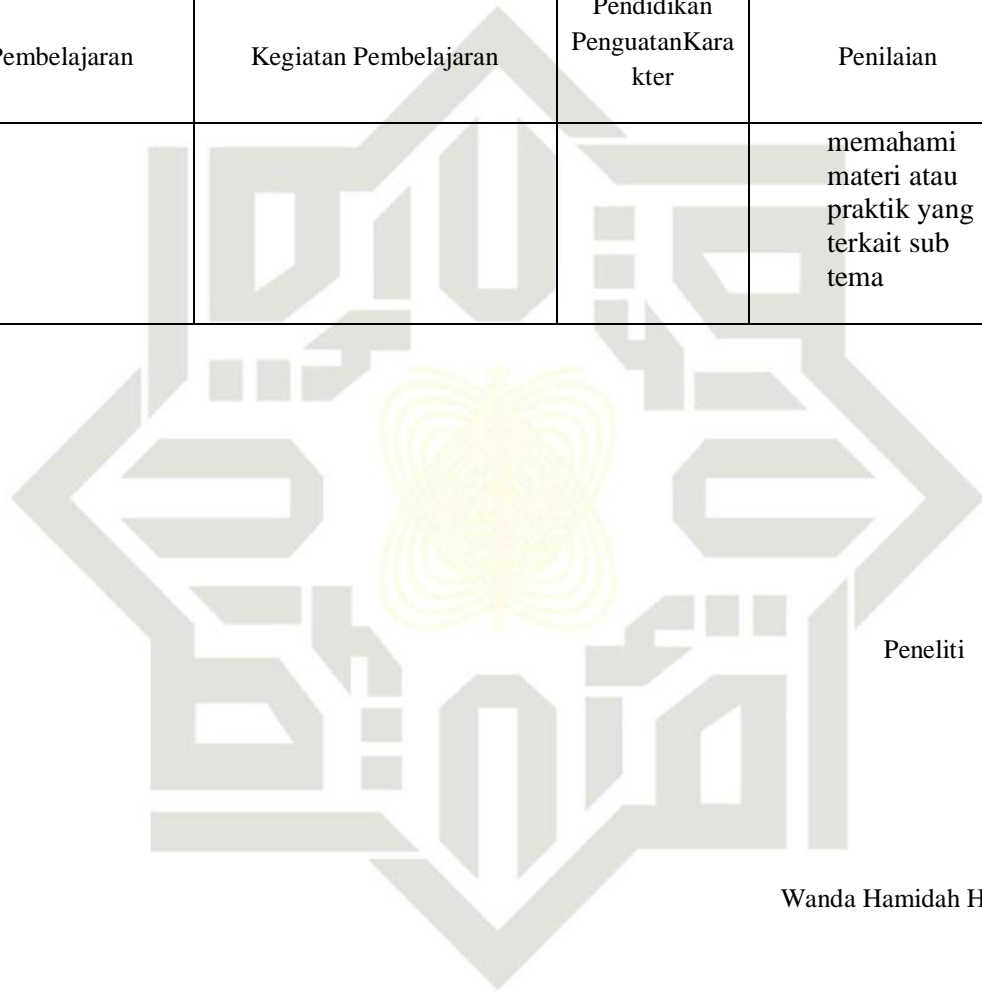 Pendidikan
Pembelajaran Kegiatan Pembelajaran PenguatanKara Penilaian
kter
memahami
materi atau
praktik yang
terkait sub
tema
Peneliti
Wanda Hamidah H